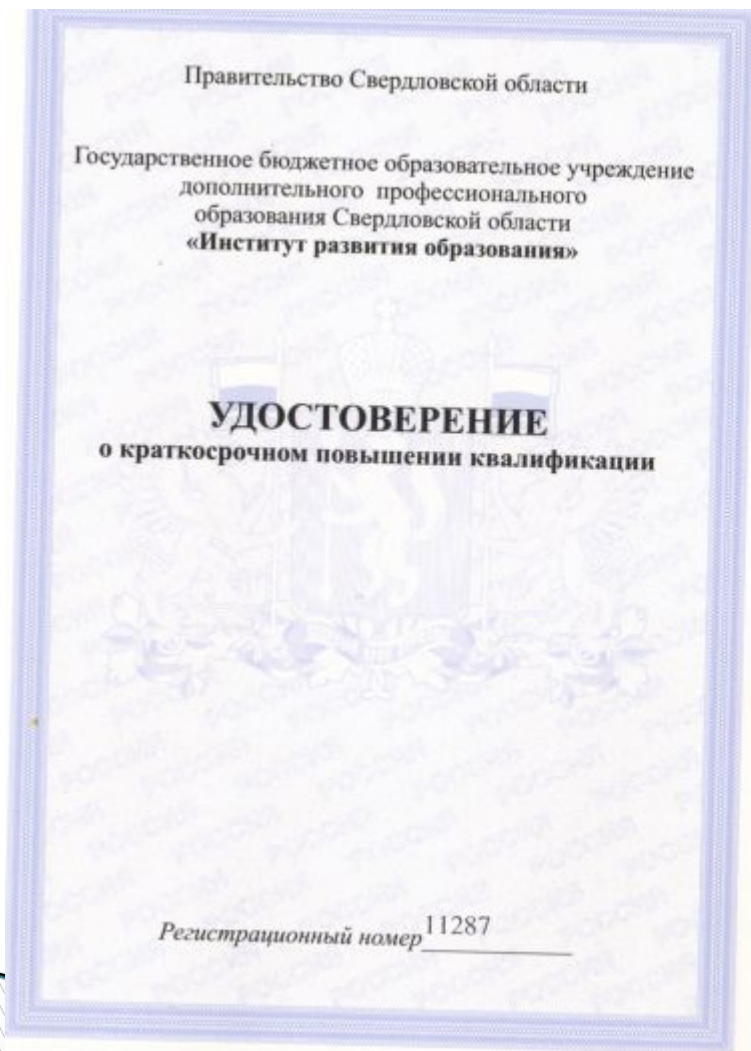 Правительство Свердловской области
Государственное бюджетное образовательное учреждение
дополнительного профессионального
образования Свердловской области
«Институт развития образования»
УДОСТОВЕРЕНИЕ
о краткосрочном повышении квалификации
Регистрационный номер 11287